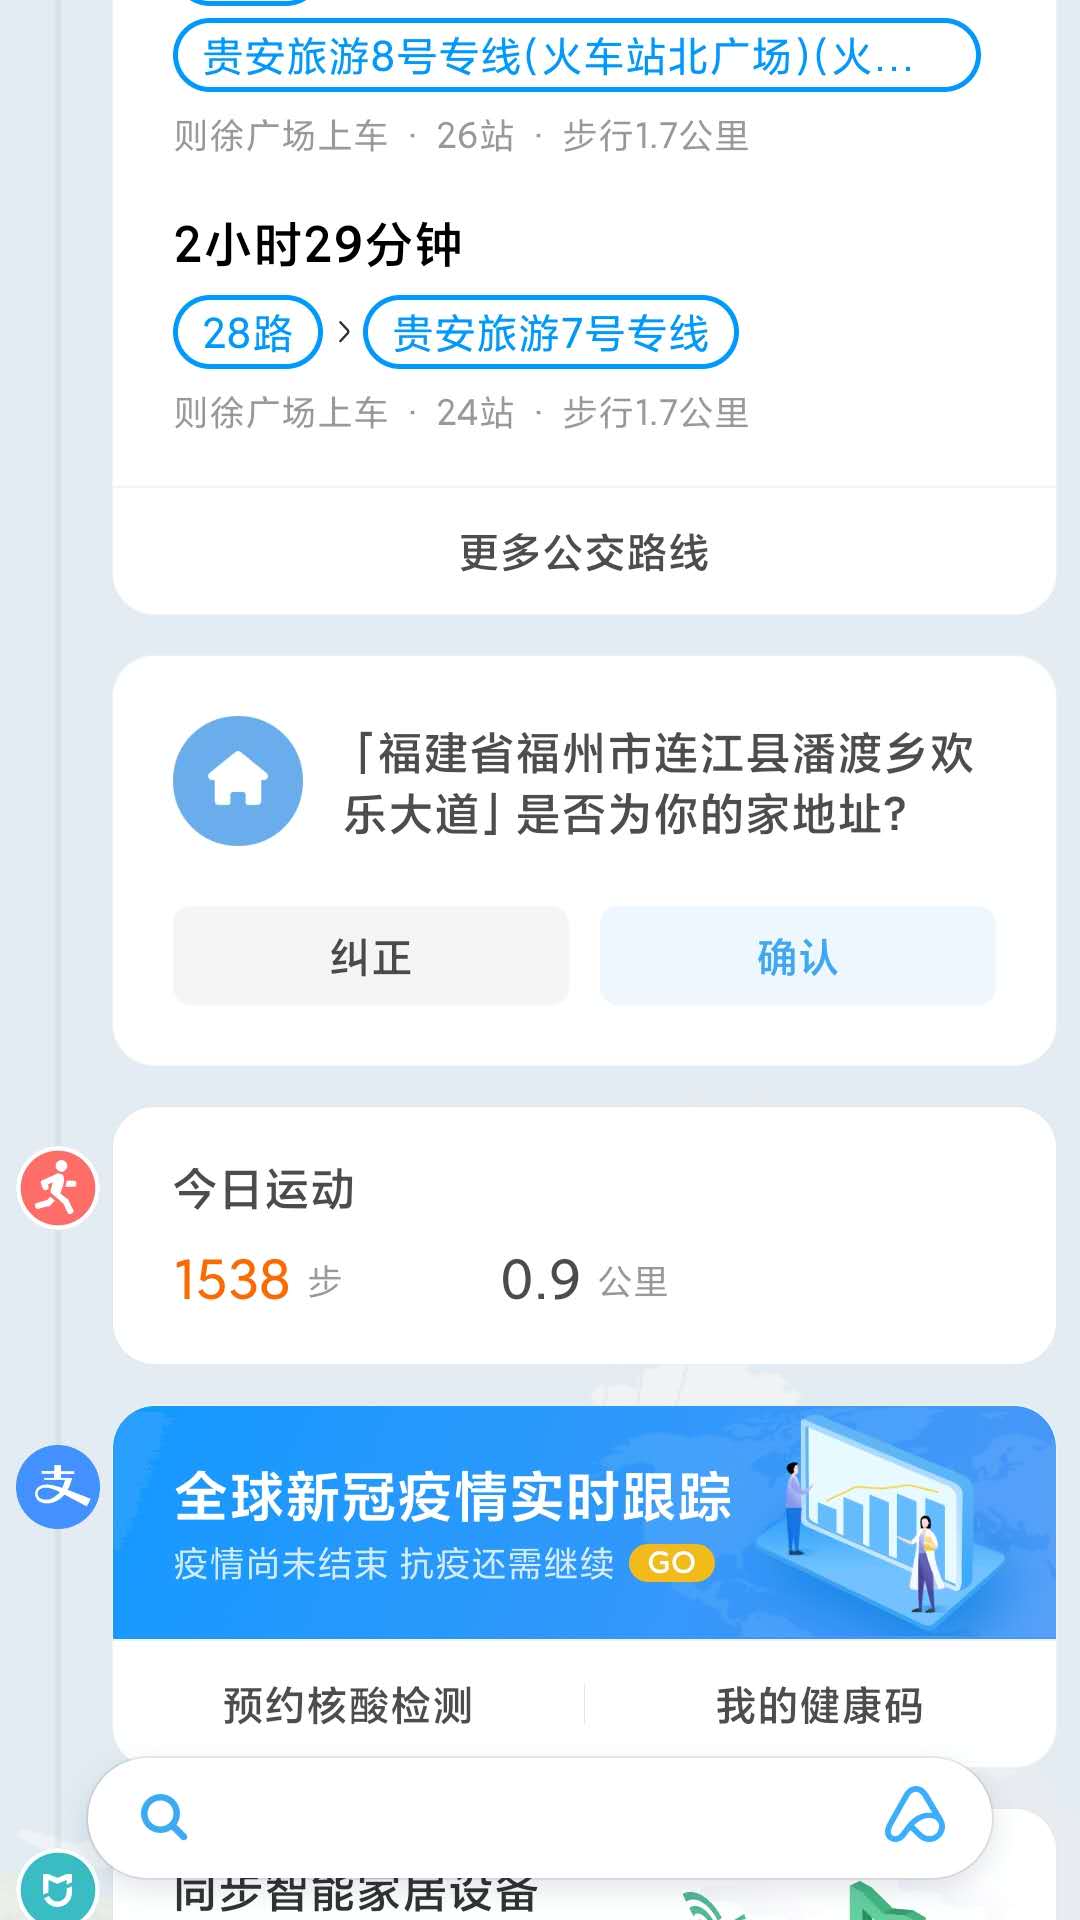 贵安旅游8号专线(火车站北广场)(火...
则徐广场上车 · 26站 · 步行1.7公里
2小时29分钟
28路 > 贵安旅游7号专线
则徐广场上车 · 24站 · 步行1.7公里
更多公交路线
「福建省福州市连江县潘渡乡欢
乐大道」是否为你的家地址?
纠正 确认
今日运动
1538 步 0.9 公里
支
全球新冠疫情实时跟踪
疫情尚未结束 抗疫还需继续 GO
预约核酸检测 我的健康码
同步智能家居设备